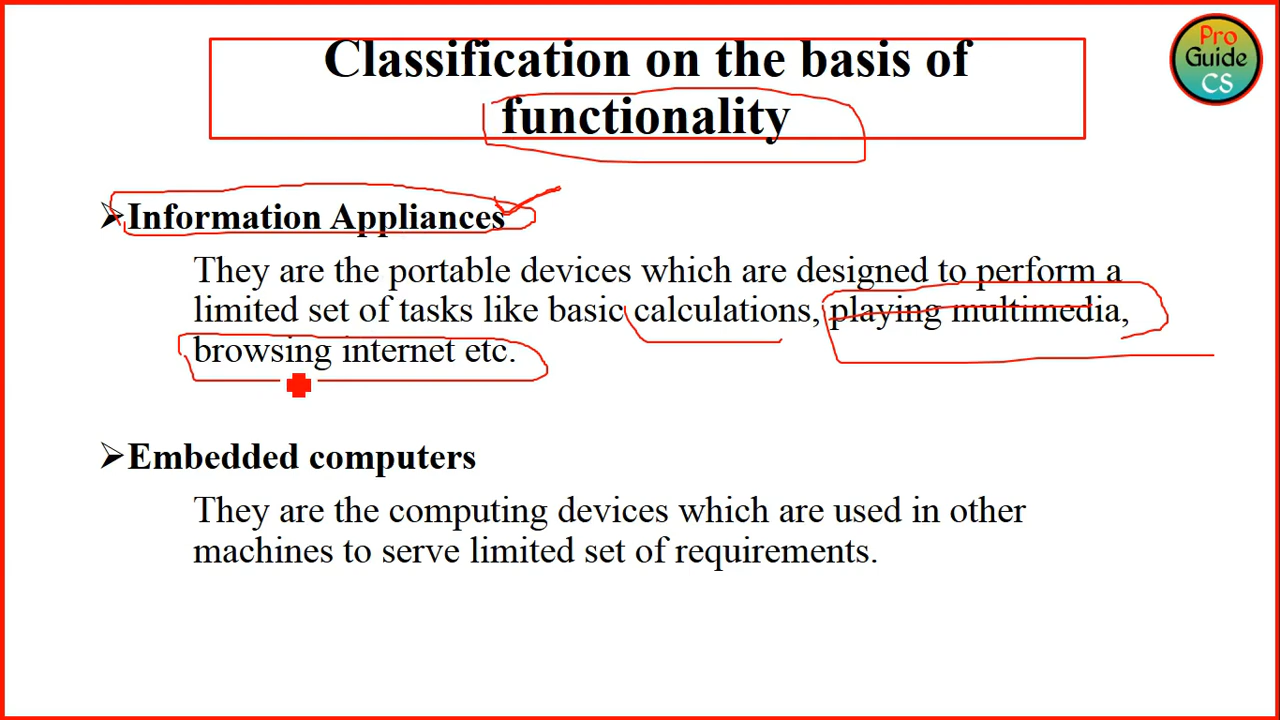 Classification on the basis of
functionality
Pro
Guide
CS
➢Information Appliances
They are the portable devices which are designed to perform a
limited set of tasks like basic calculations, playing multimedia,
browsing internet etc.
➢Embedded computers
They are the computing devices which are used in other
machines to serve limited set of requirements.